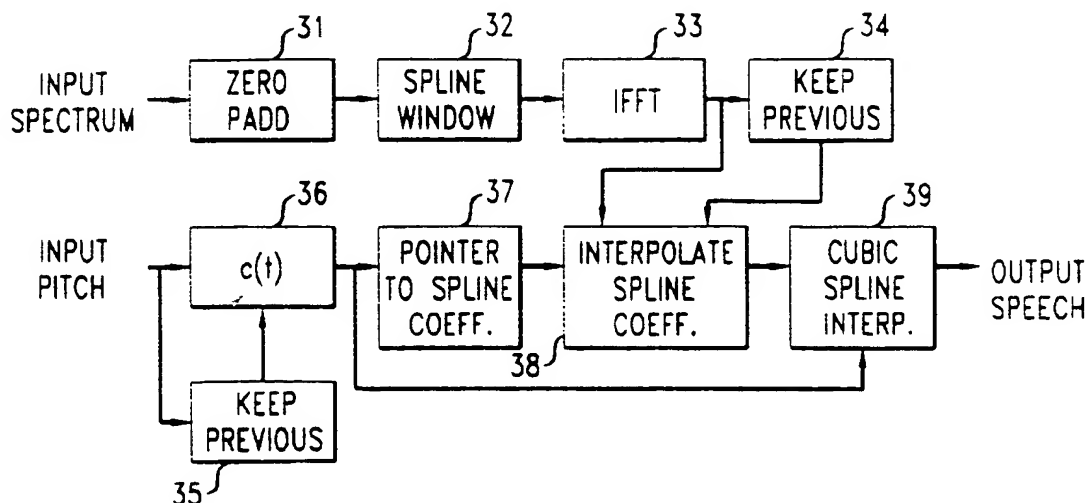 31
32
33
34
INPUT
SPECTRUM
ZERO
PADD
SPLINE
WINDOW
IFFT
KEEP
PREVIOUS
36
37
38
39
INPUT
PITCH
c(t)
POINTER
TO SPLINE
COEFF.
INTERPOLATE
SPLINE
COEFF.
CUBIC
SPLINE
INTERP.
OUTPUT
SPEECH
KEEP
PREVIOUS
35